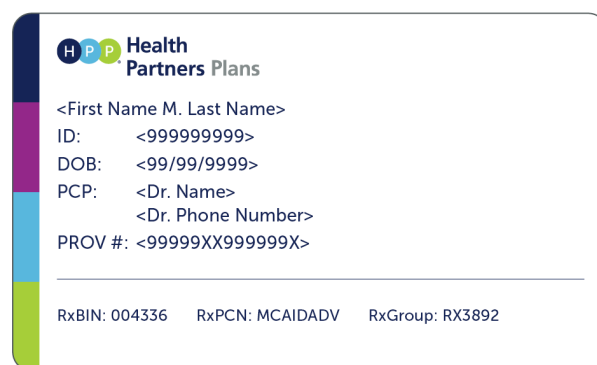 HPP Health
Partners Plans
<First Name M. Last Name>
ID: <999999999>
DOB: <99/99/9999>
PCP: <Dr. Name>
<Dr. Phone Number>
PROV #: <99999XX999999X>
RxBIN: 004336 RxPCN: MCAIDADV RxGroup: RX3892